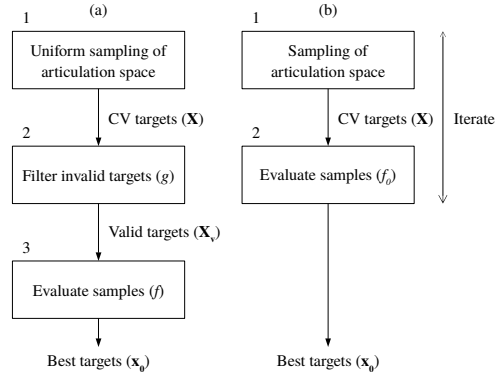 (a)
1
Uniform sampling of
articulation space
CV targets (X)
2
Filter invalid targets (g)
Valid targets (Xv)
3
Evaluate samples (f)
Best targets (x0)
(b)
1
Sampling of
articulation space
CV targets (X)
2
Evaluate samples (f0)
Best targets (x0)
Iterate